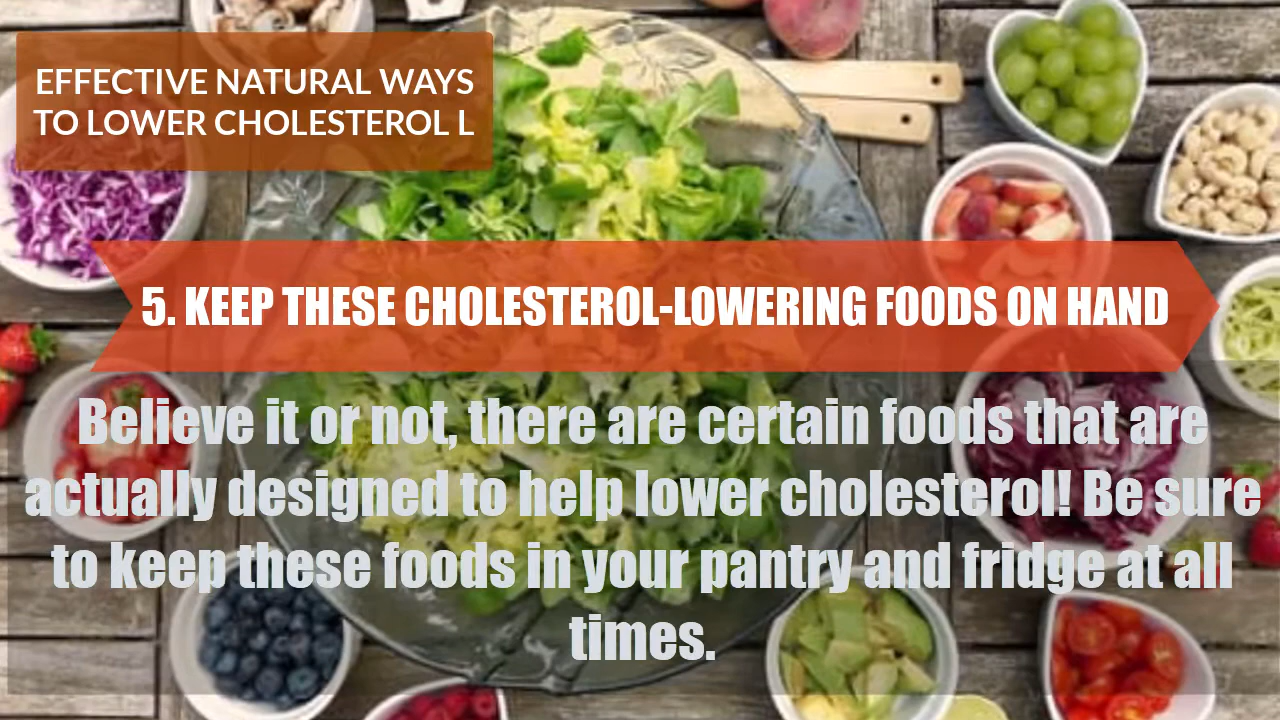 EFFECTIVE NATURAL WAYS
TO LOWER CHOLESTEROL L
5. KEEP THESE CHOLESTEROL-LOWERING FOODS ON HAND
Believe it or not, there are certain foods that are
actually designed to help lower cholesterol! Be sure
to keep these foods in your pantry and fridge at all
times.